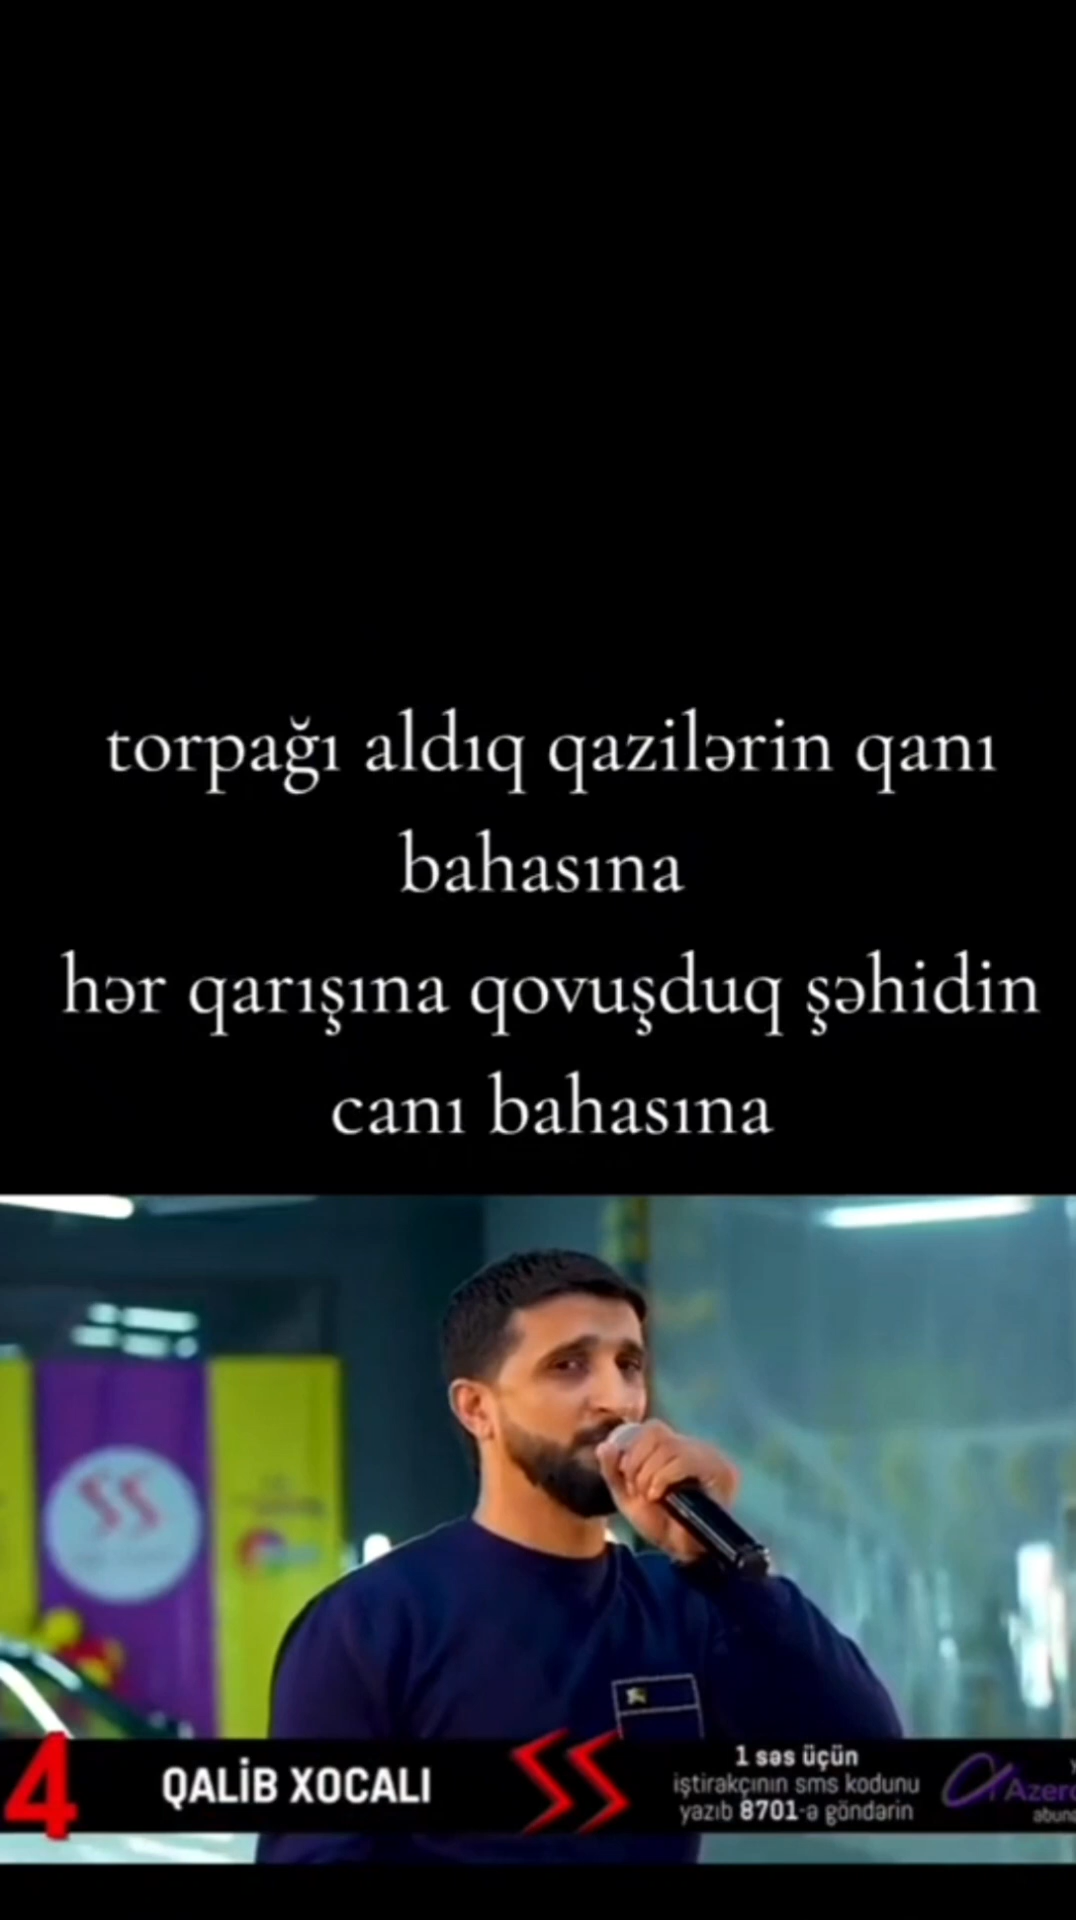 torpağı aldıq qazilərin qanı
bahasına
hər qarışına qovuşduq şəhidin
canı bahasına
SS
4
QALİB XOCALI
1 səs üçün
iştirakçının sms kodunu
yazıb 8701-ə göndərin